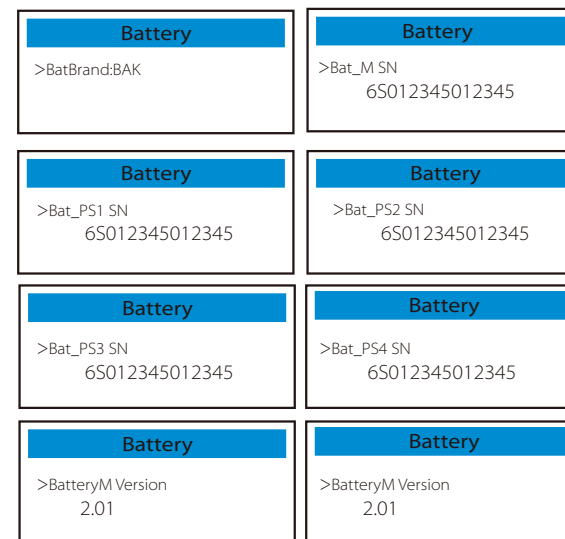 Battery
>BatBrand:BAK
Battery
>Bat_M SN
6S012345012345
Battery
>Bat_PS1 SN
6S012345012345
Battery
>Bat_PS2 SN
6S012345012345
Battery
>Bat_PS3 SN
6S012345012345
Battery
>Bat_PS4 SN
6S012345012345
Battery
>BatteryM Version
2.01
Battery
>BatteryM Version
2.01